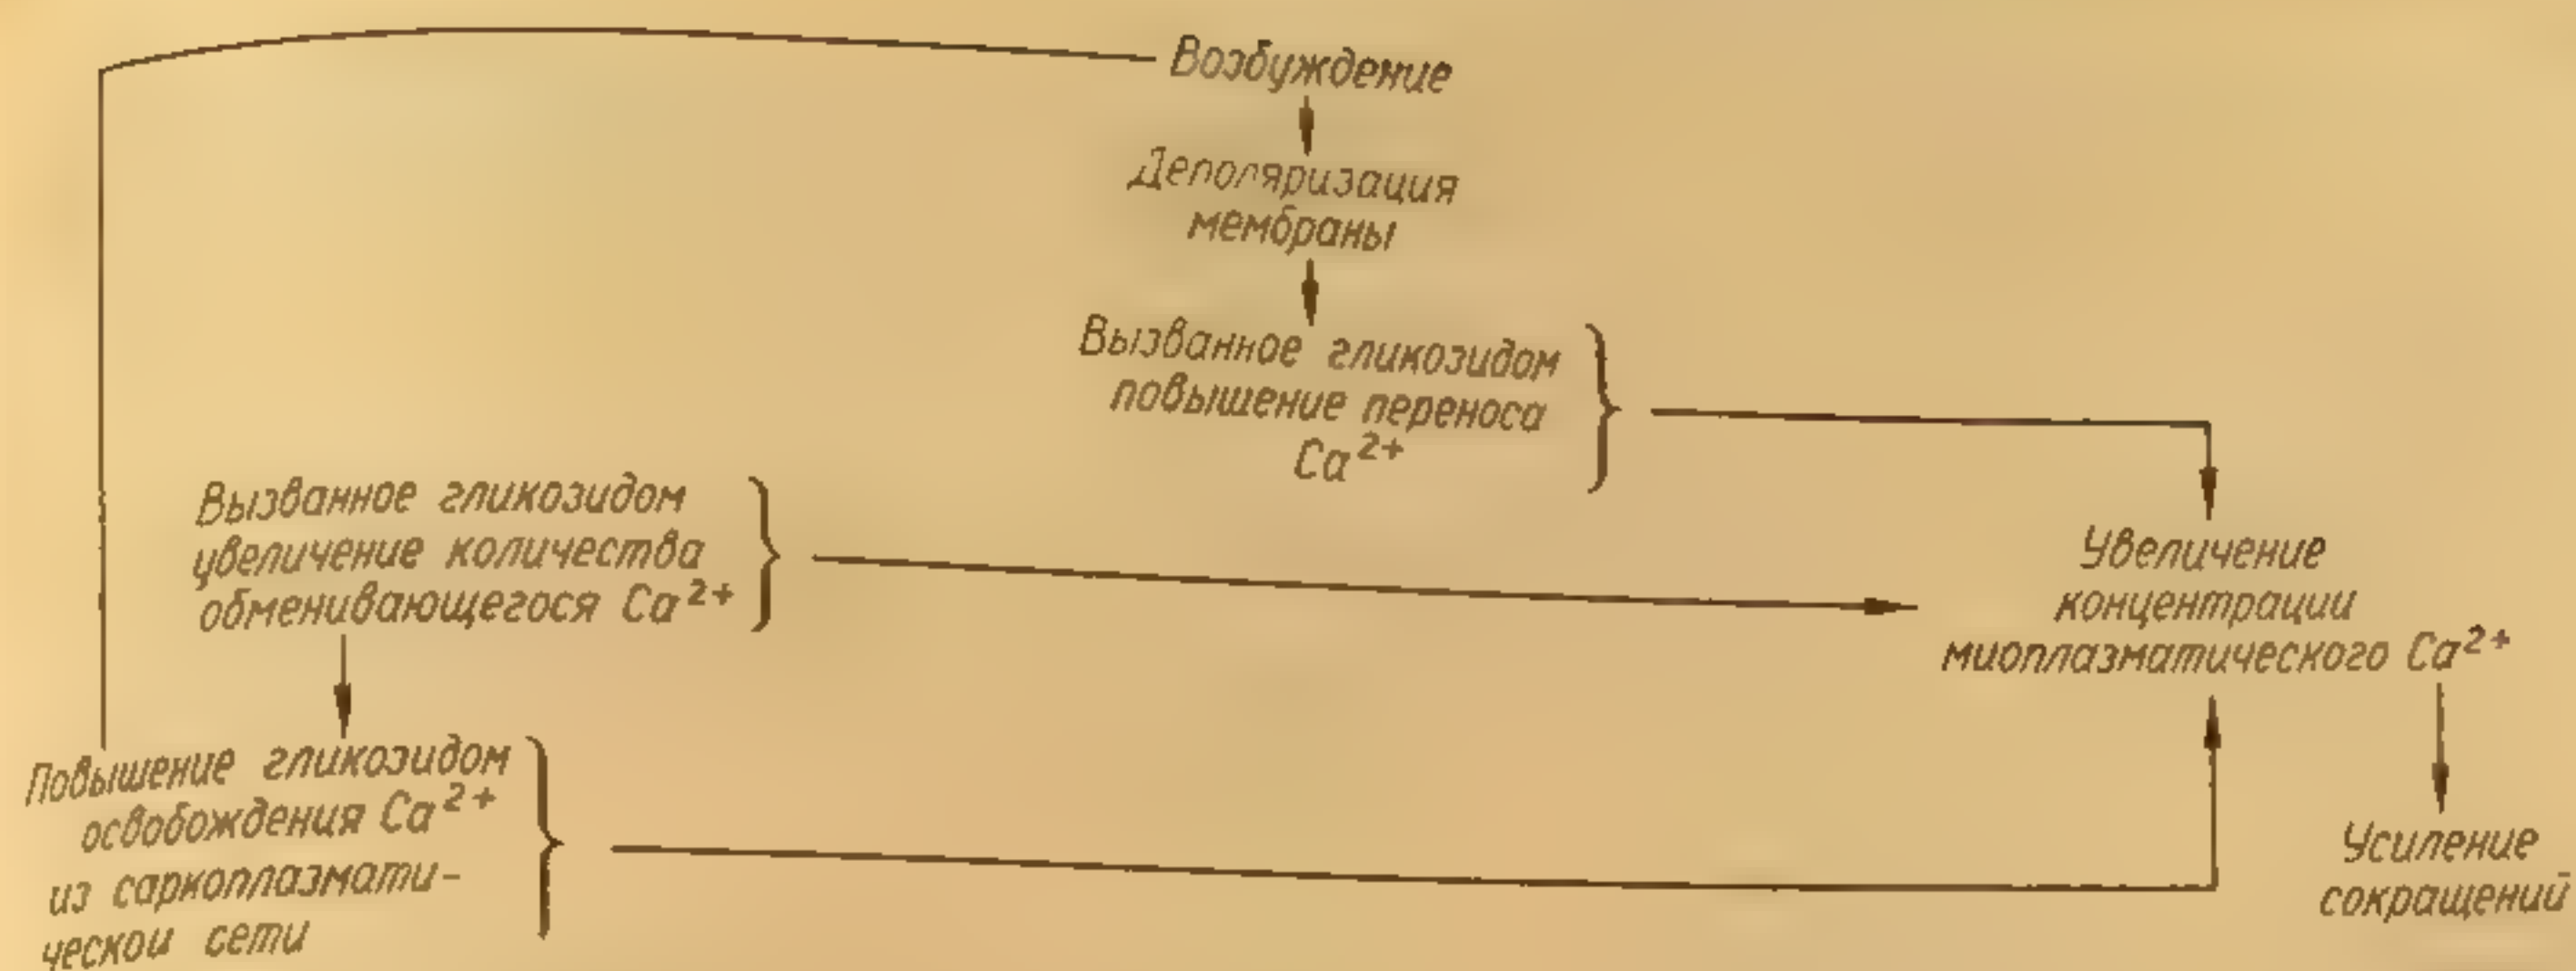 Возбуждение
Деполяризация
мембраны
Вызванное гликозидом
повышение переноса
Ca²⁺
Вызванное гликозидом
увеличение количества
обменивающегося Ca²⁺
Увеличение
концентрации
миоплазматического Ca²⁺
Повышение гликозидом
освобождения Ca²⁺
из саркоплазмати-
ческой сети
Усиление
сокращений